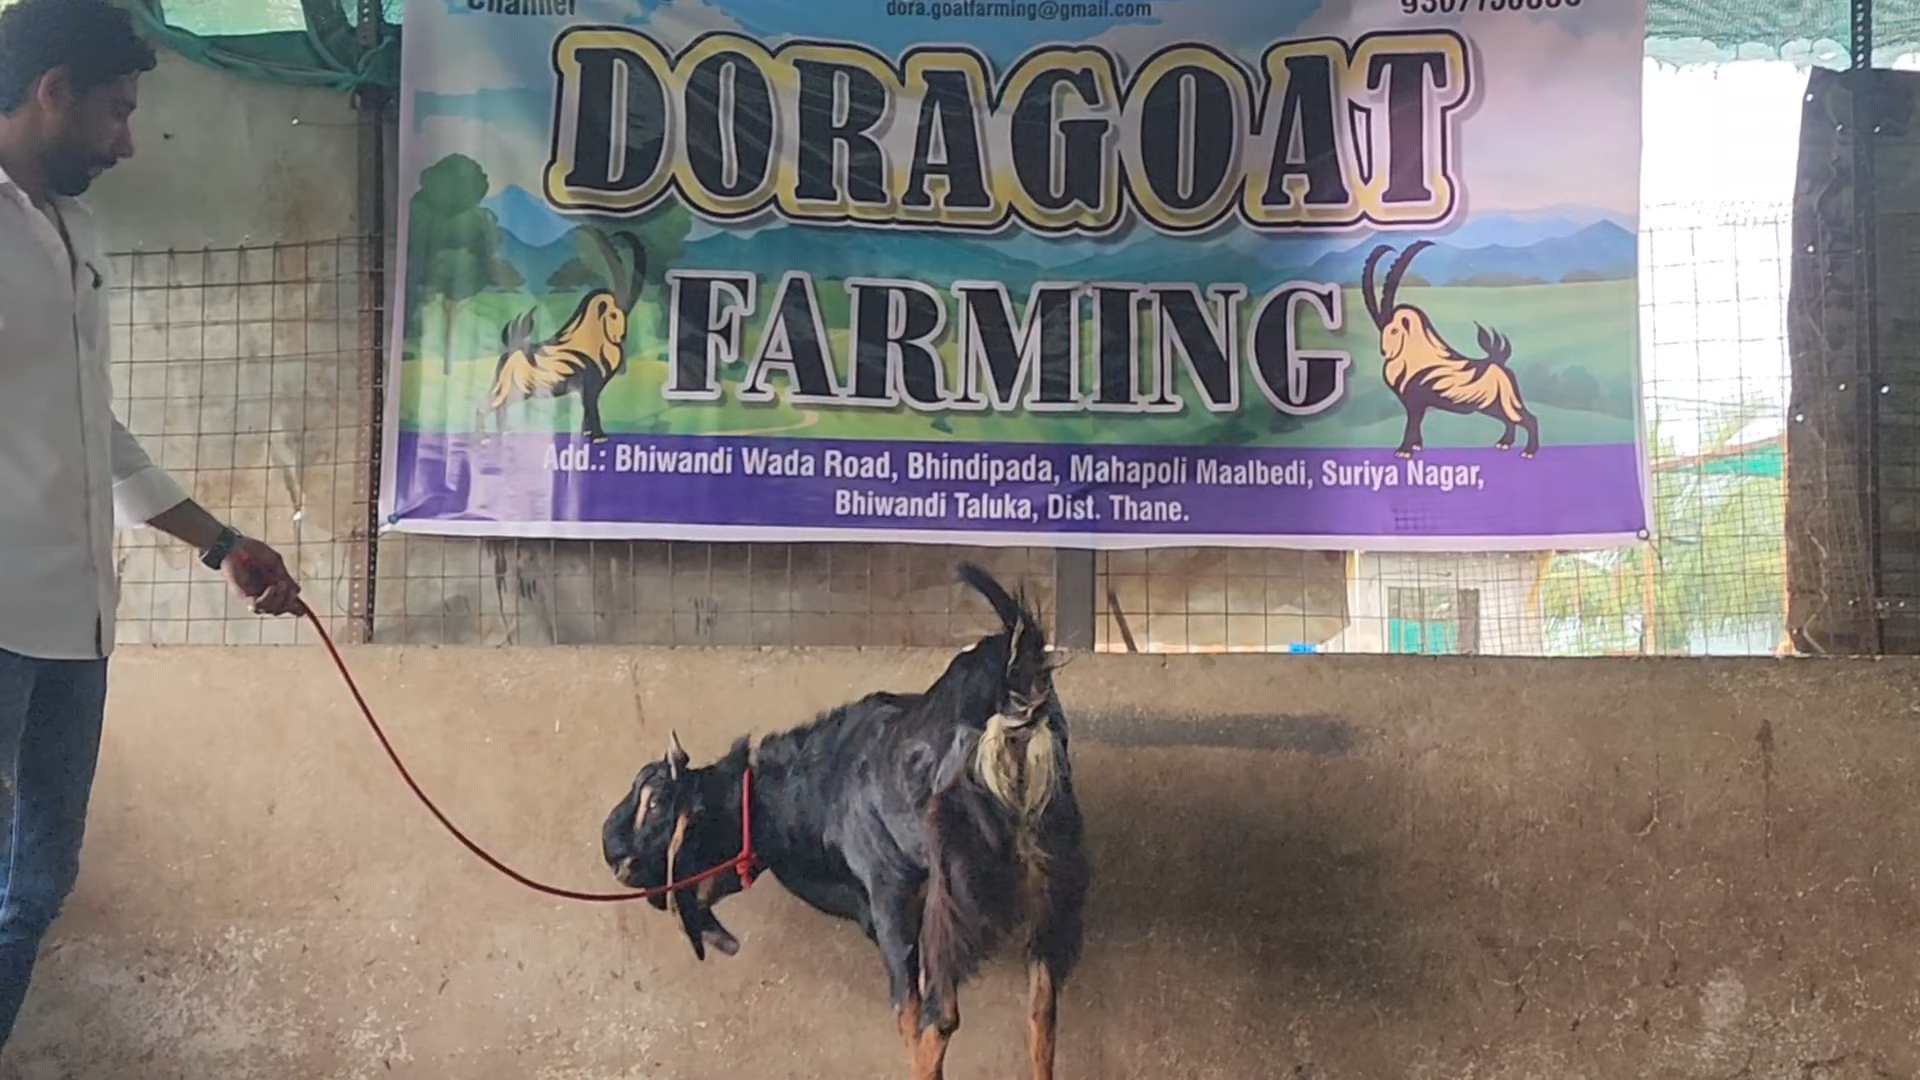 Channel
dora.goatfarming@gmail.com
DORAGOAT
FARMING
Add.: Bhiwandi Wada Road, Bhindipada, Mahapoli Maalbedi, Suriya Nagar,
Bhiwandi Taluka, Dist. Thane.